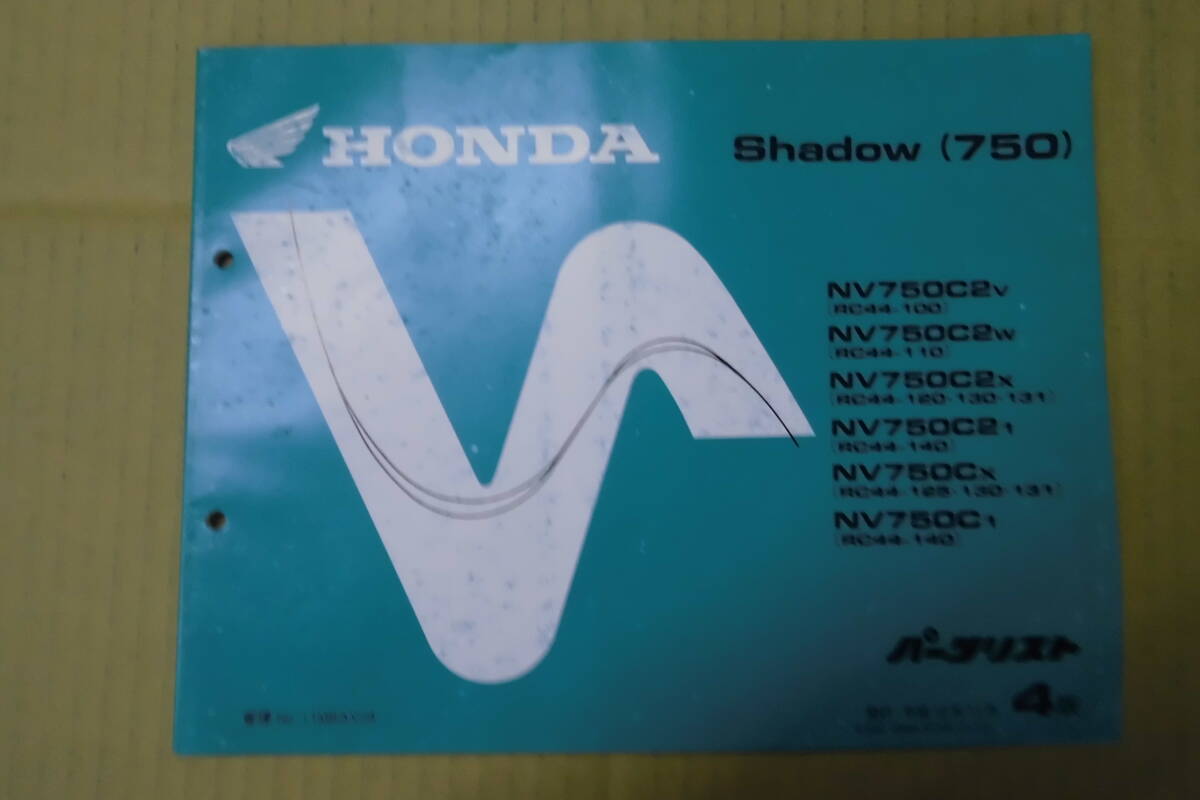 HONDA
Shadow (750)
NV750C2V
(RC44-100)
NV750C2W
(RC44-110)
NV750C2X
(RC44-120・130・131)
NV750C21
(RC44-140)
NV750CX
(RC44-125・130・131)
NV750C1
(RC44-140)
パーツリスト
4版